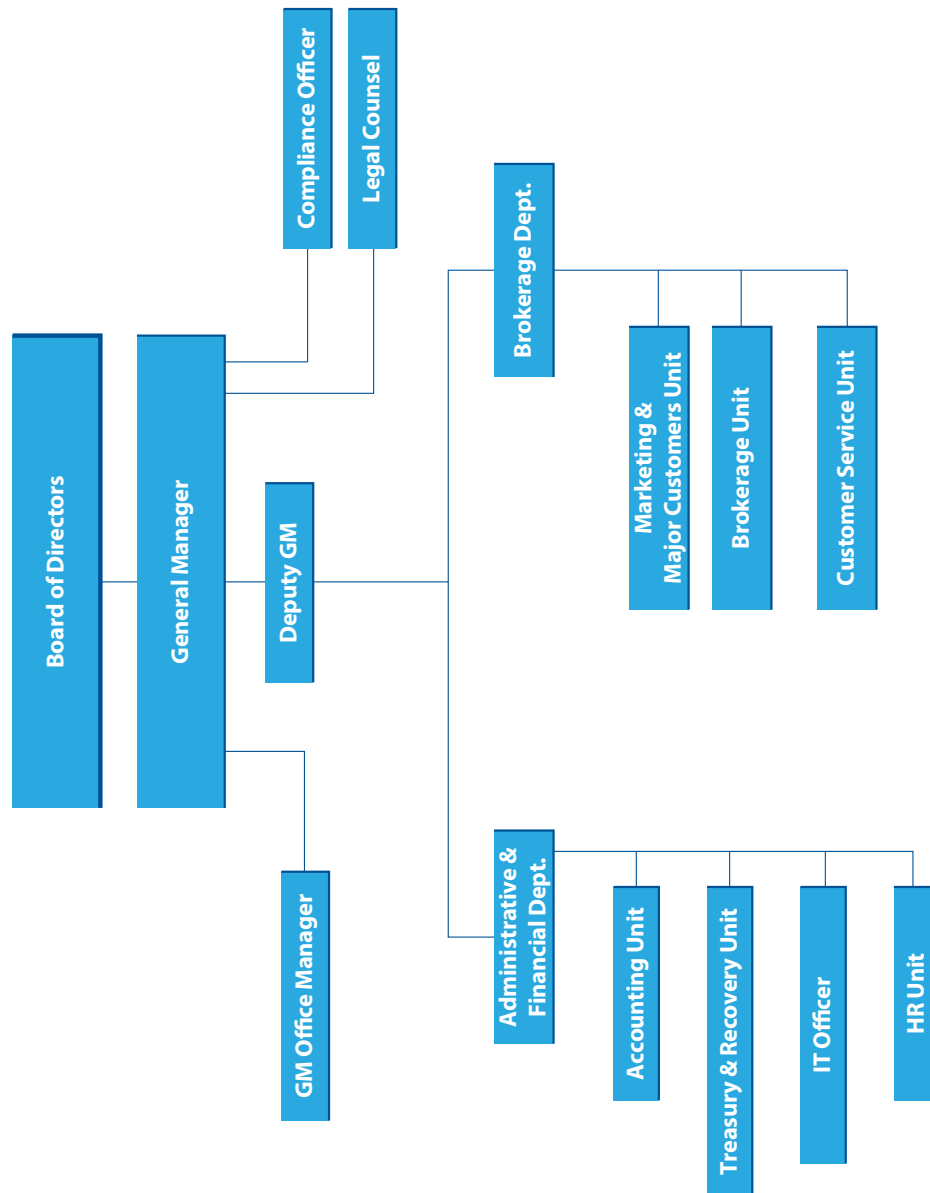 Board of Directors
General Manager
GM Office Manager
Deputy GM
Compliance Officer
Legal Counsel
Administrative &
Financial Dept.
Brokerage Dept.
Accounting Unit
Treasury & Recovery Unit
IT Officer
HR Unit
Marketing &
Major Customers Unit
Brokerage Unit
Customer Service Unit